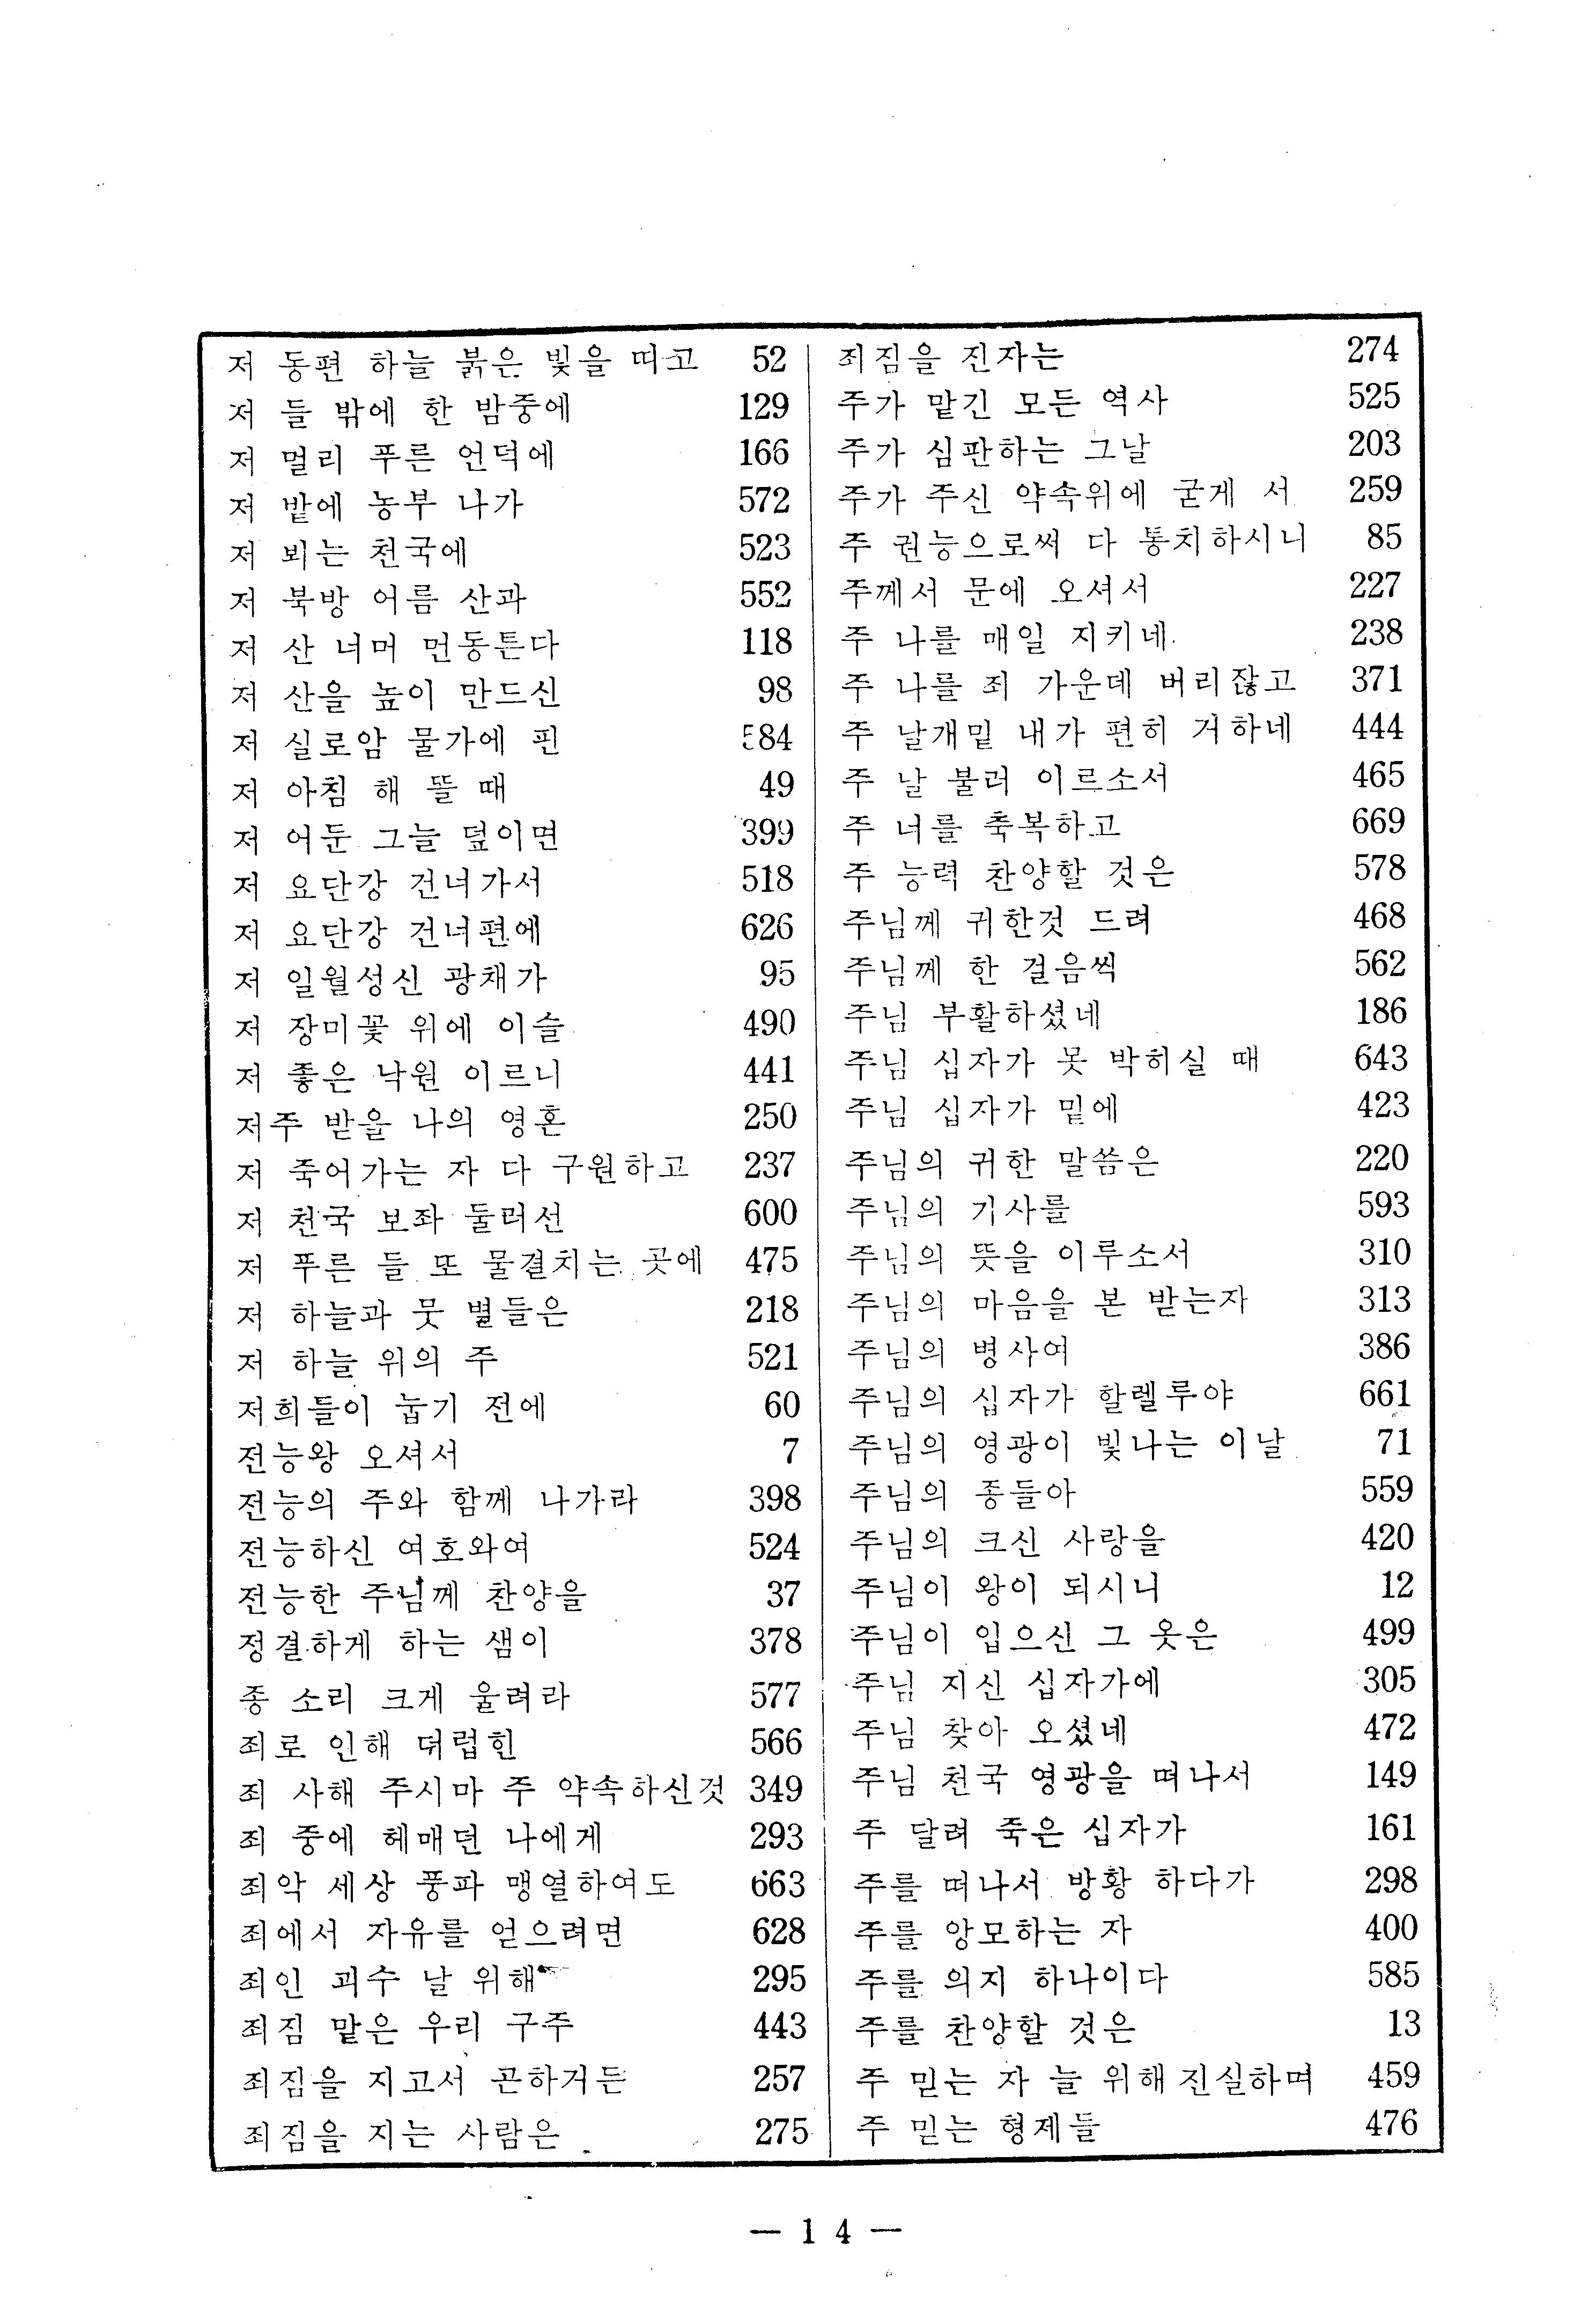 저 동편 하늘 붉은 빛을 띠고 52
저 들 밖에 한 밤중에 129
저 멀리 푸른 언덕에 166
저 밭에 농부 나가 572
저 뵈는 천국에 523
저 북방 어름 산과 552
저 산 너머 먼동튼다 118
저 산을 높이 만드신 98
저 실로암 물가에 핀 584
저 아침 해 뜰 때 49
저 어둔 그늘 덮이면 399
저 요단강 건너가서 518
저 요단강 건너편에 626
저 일월성신 광채가 95
저 장미꽃 위에 이슬 490
저 좋은 낙원 이르니 441
저주 받을 나의 영혼 250
저 죽어가는 자 다 구원하고 237
저 천국 보좌 둘러선 600
저 푸른 들 또 물결치는 곳에 475
저 하늘과 뭇 별들은 218
저 하늘 위의 주 521
저희들이 눕기 전에 60
전능왕 오셔서 7
전능의 주와 함께 나가라 398
전능하신 여호와여 524
전능한 주님께 찬양을 37
정결하게 하는 샘이 378
종 소리 크게 울려라 577
죄로 인해 더럽힌 566
죄 사해 주시마 주 약속하신것 349
죄 중에 헤매던 나에게 293
죄악 세상 풍파 맹열하여도 663
죄에서 자유를 얻으려면 628
죄인 괴수 날 위해 295
죄짐 맡은 우리 구주 443
죄짐을 지고서 곤하거든 257
죄짐을 지는 사람은 275
죄짐을 진자는 274
주가 맡긴 모든 역사 525
주가 심판하는 그날 203
주가 주신 약속위에 굳게 서 259
주 권능으로써 다 통치하시니 85
주께서 문에 오셔서 227
주 나를 매일 지키네 238
주 나를 죄 가운데 버리잖고 371
주 날개밑 내가 편히 거하네 444
주 날 불러 이르소서 465
주 너를 축복하고 669
주 능력 찬양할 것은 578
주님께 귀한것 드려 468
주님께 한 걸음씩 562
주님 부활하셨네 186
주님 십자가 못 박히실 때 643
주님 십자가 밑에 423
주님의 귀한 말씀은 220
주님의 기사를 593
주님의 뜻을 이루소서 310
주님의 마음을 본 받는자 313
주님의 병사여 386
주님의 십자가 할렐루야 661
주님의 영광이 빛나는 이날 71
주님의 종들아 559
주님의 크신 사랑을 420
주님이 왕이 되시니 12
주님이 입으신 그 옷은 499
주님 지신 십자가에 305
주님 찾아 오셨네 472
주님 천국 영광을 떠나서 149
주 달려 죽은 십자가 161
주를 떠나서 방황 하다가 298
주를 앙모하는 자 400
주를 의지 하나이다 585
주를 찬양할 것은 13
주 믿는 자 늘 위해 진실하며 459
주 믿는 형제들 476
— 14 —